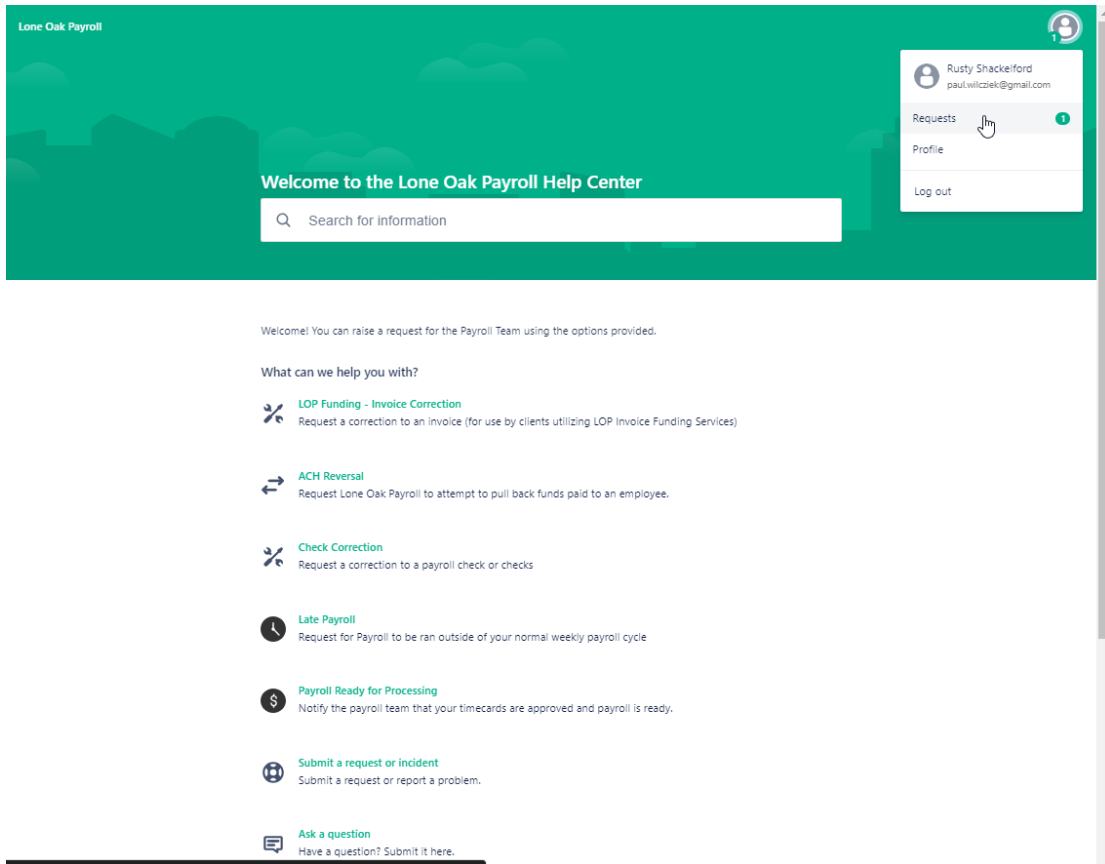 Lone Oak Payroll
1
Rusty Shackelford
paul.wilcziek@gmail.com
Requests 1
Profile
Log out
Welcome to the Lone Oak Payroll Help Center
Search for information
Welcome! You can raise a request for the Payroll Team using the options provided.
What can we help you with?
LOP Funding - Invoice Correction
Request a correction to an invoice (for use by clients utilizing LOP Invoice Funding Services)
ACH Reversal
Request Lone Oak Payroll to attempt to pull back funds paid to an employee.
Check Correction
Request a correction to a payroll check or checks
Late Payroll
Request for Payroll to be ran outside of your normal weekly payroll cycle
$
Payroll Ready for Processing
Notify the payroll team that your timecards are approved and payroll is ready.
Submit a request or incident
Submit a request or report a problem.
Ask a question
Have a question? Submit it here.